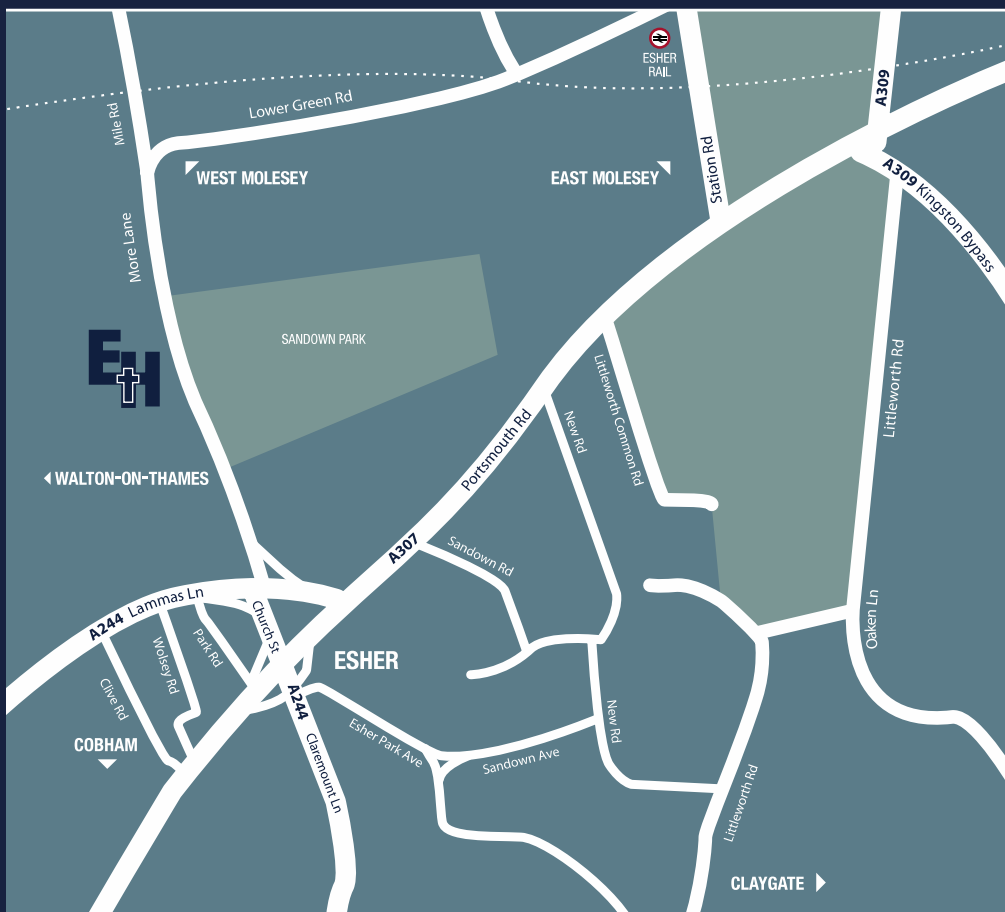 ESHER
RAIL
A309
Mile Rd
Lower Green Rd
WEST MOLESEY
EAST MOLESEY
Station Rd
A309 Kingston Bypass
More Lane
SANDOWN PARK
EH
Littleworth Rd
Littleworth Common Rd
New Rd
Portsmouth Rd
WALTON-ON-THAMES
A307
Sandown Rd
A244 Lammas Ln
Church St
Oaken Ln
Wolsey Rd
Park Rd
ESHER
Clive Rd
A244
Claremount Ln
Esher Park Ave
New Rd
Sandown Ave
COBHAM
Littleworth Rd
CLAYGATE